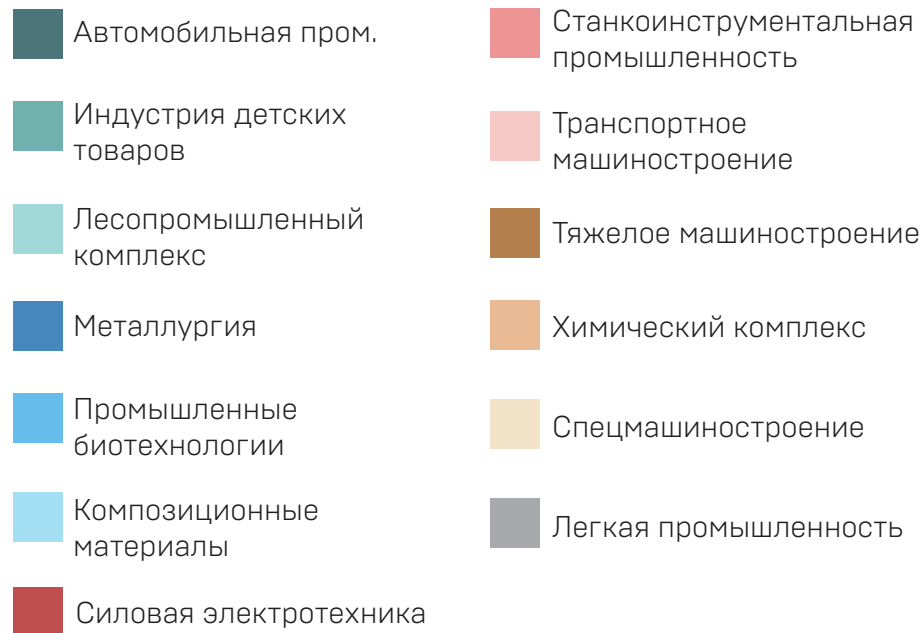 Автомобильная пром.
Индустрия детских
товаров
Лесопромышленный
комплекс
Металлургия
Промышленные
биотехнологии
Композиционные
материалы
Силовая электротехника
Станкоинструментальная
промышленность
Транспортное
машиностроение
Тяжелое машиностроение
Химический комплекс
Спецмашиностроение
Легкая промышленность